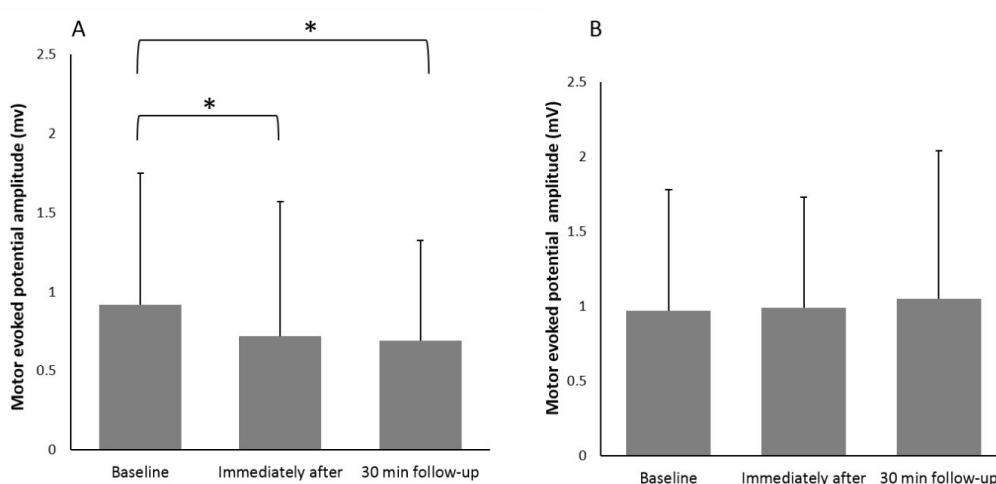 A
*
*
Motor evoked potential amplitude (mv)
2.5
2
1.5
1
0.5
0
Baseline Immediately after 30 min follow-up
B
Motor evoked potential amplitude (mV)
2.5
2
1.5
1
0.5
0
Baseline Immediately after 30 min follow-up